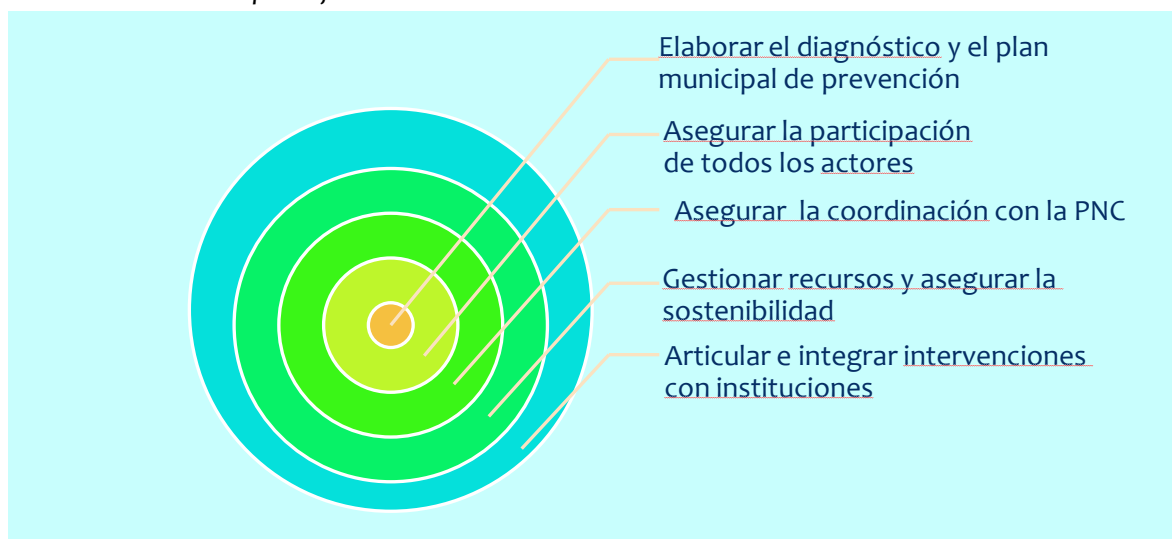 Elaborar el diagnóstico y el plan
municipal de prevención
Asegurar la participación
de todos los actores
Asegurar  la coordinación con la PNC
Gestionar recursos y asegurar la
sostenibilidad
Articular e integrar intervenciones
con instituciones